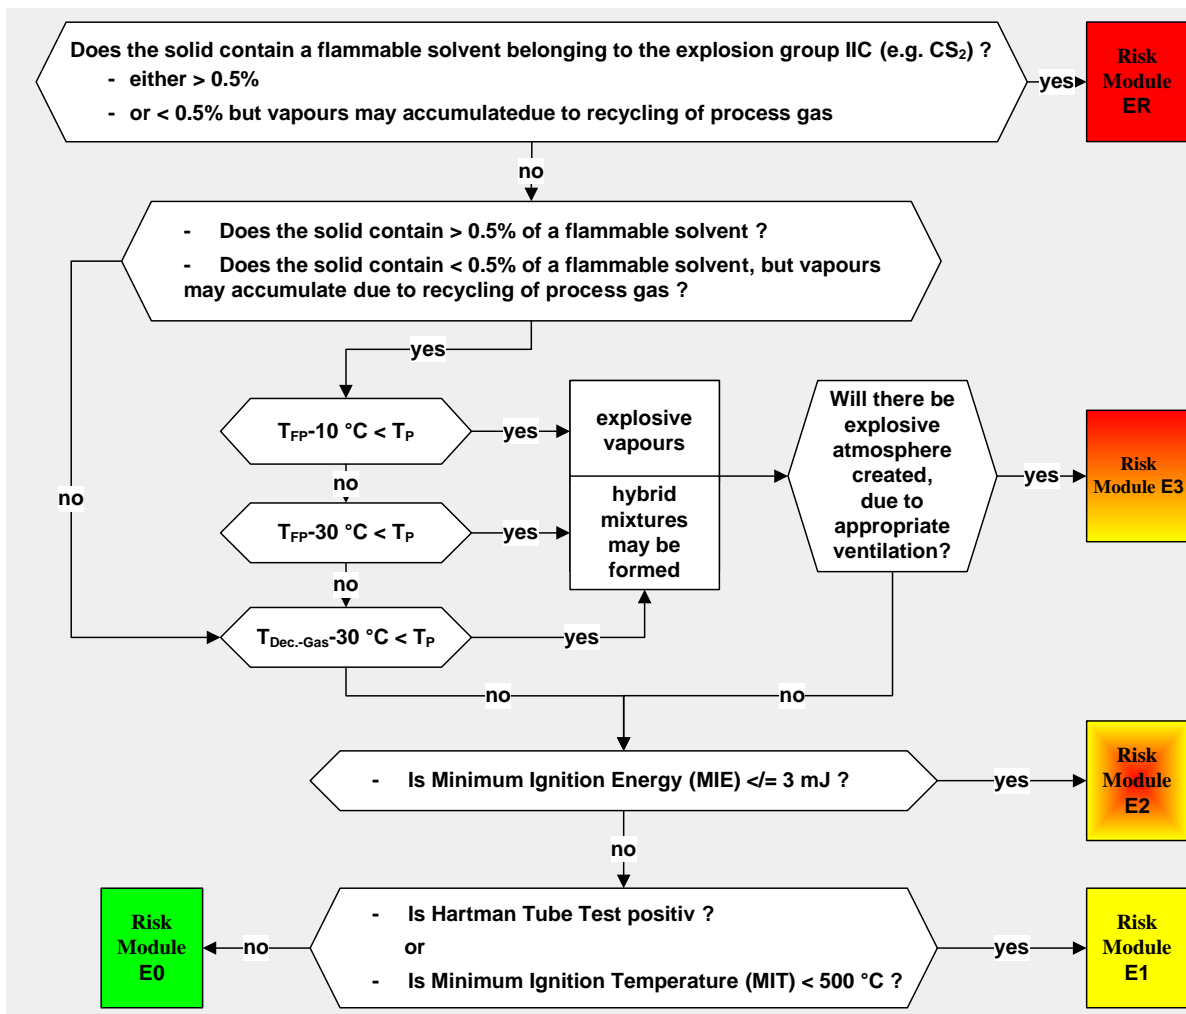 Does the solid contain a flammable solvent belonging to the explosion group IIC (e.g. CS2) ?
- either > 0.5%
- or < 0.5% but vapours may accumulatedue to recycling of process gas
yes
Risk
Module
ER
no
- Does the solid contain > 0.5% of a flammable solvent ?
- Does the solid contain < 0.5% of a flammable solvent, but vapours
may accumulate due to recycling of process gas ?
yes
no
TFP-10 °C < TP
yes
explosive
vapours
no
TFP-30 °C < TP
yes
hybrid
mixtures
may be
formed
no
TDec.-Gas-30 °C < TP
yes
Will there be
explosive
atmosphere
created,
due to
appropriate
ventilation?
yes
Risk
Module E3
no
no
- Is Minimum Ignition Energy (MIE) </= 3 mJ ?
yes
Risk
Module
E2
no
- Is Hartman Tube Test positiv ?
or
- Is Minimum Ignition Temperature (MIT) < 500 °C ?
no
Risk
Module
E0
yes
Risk
Module
E1